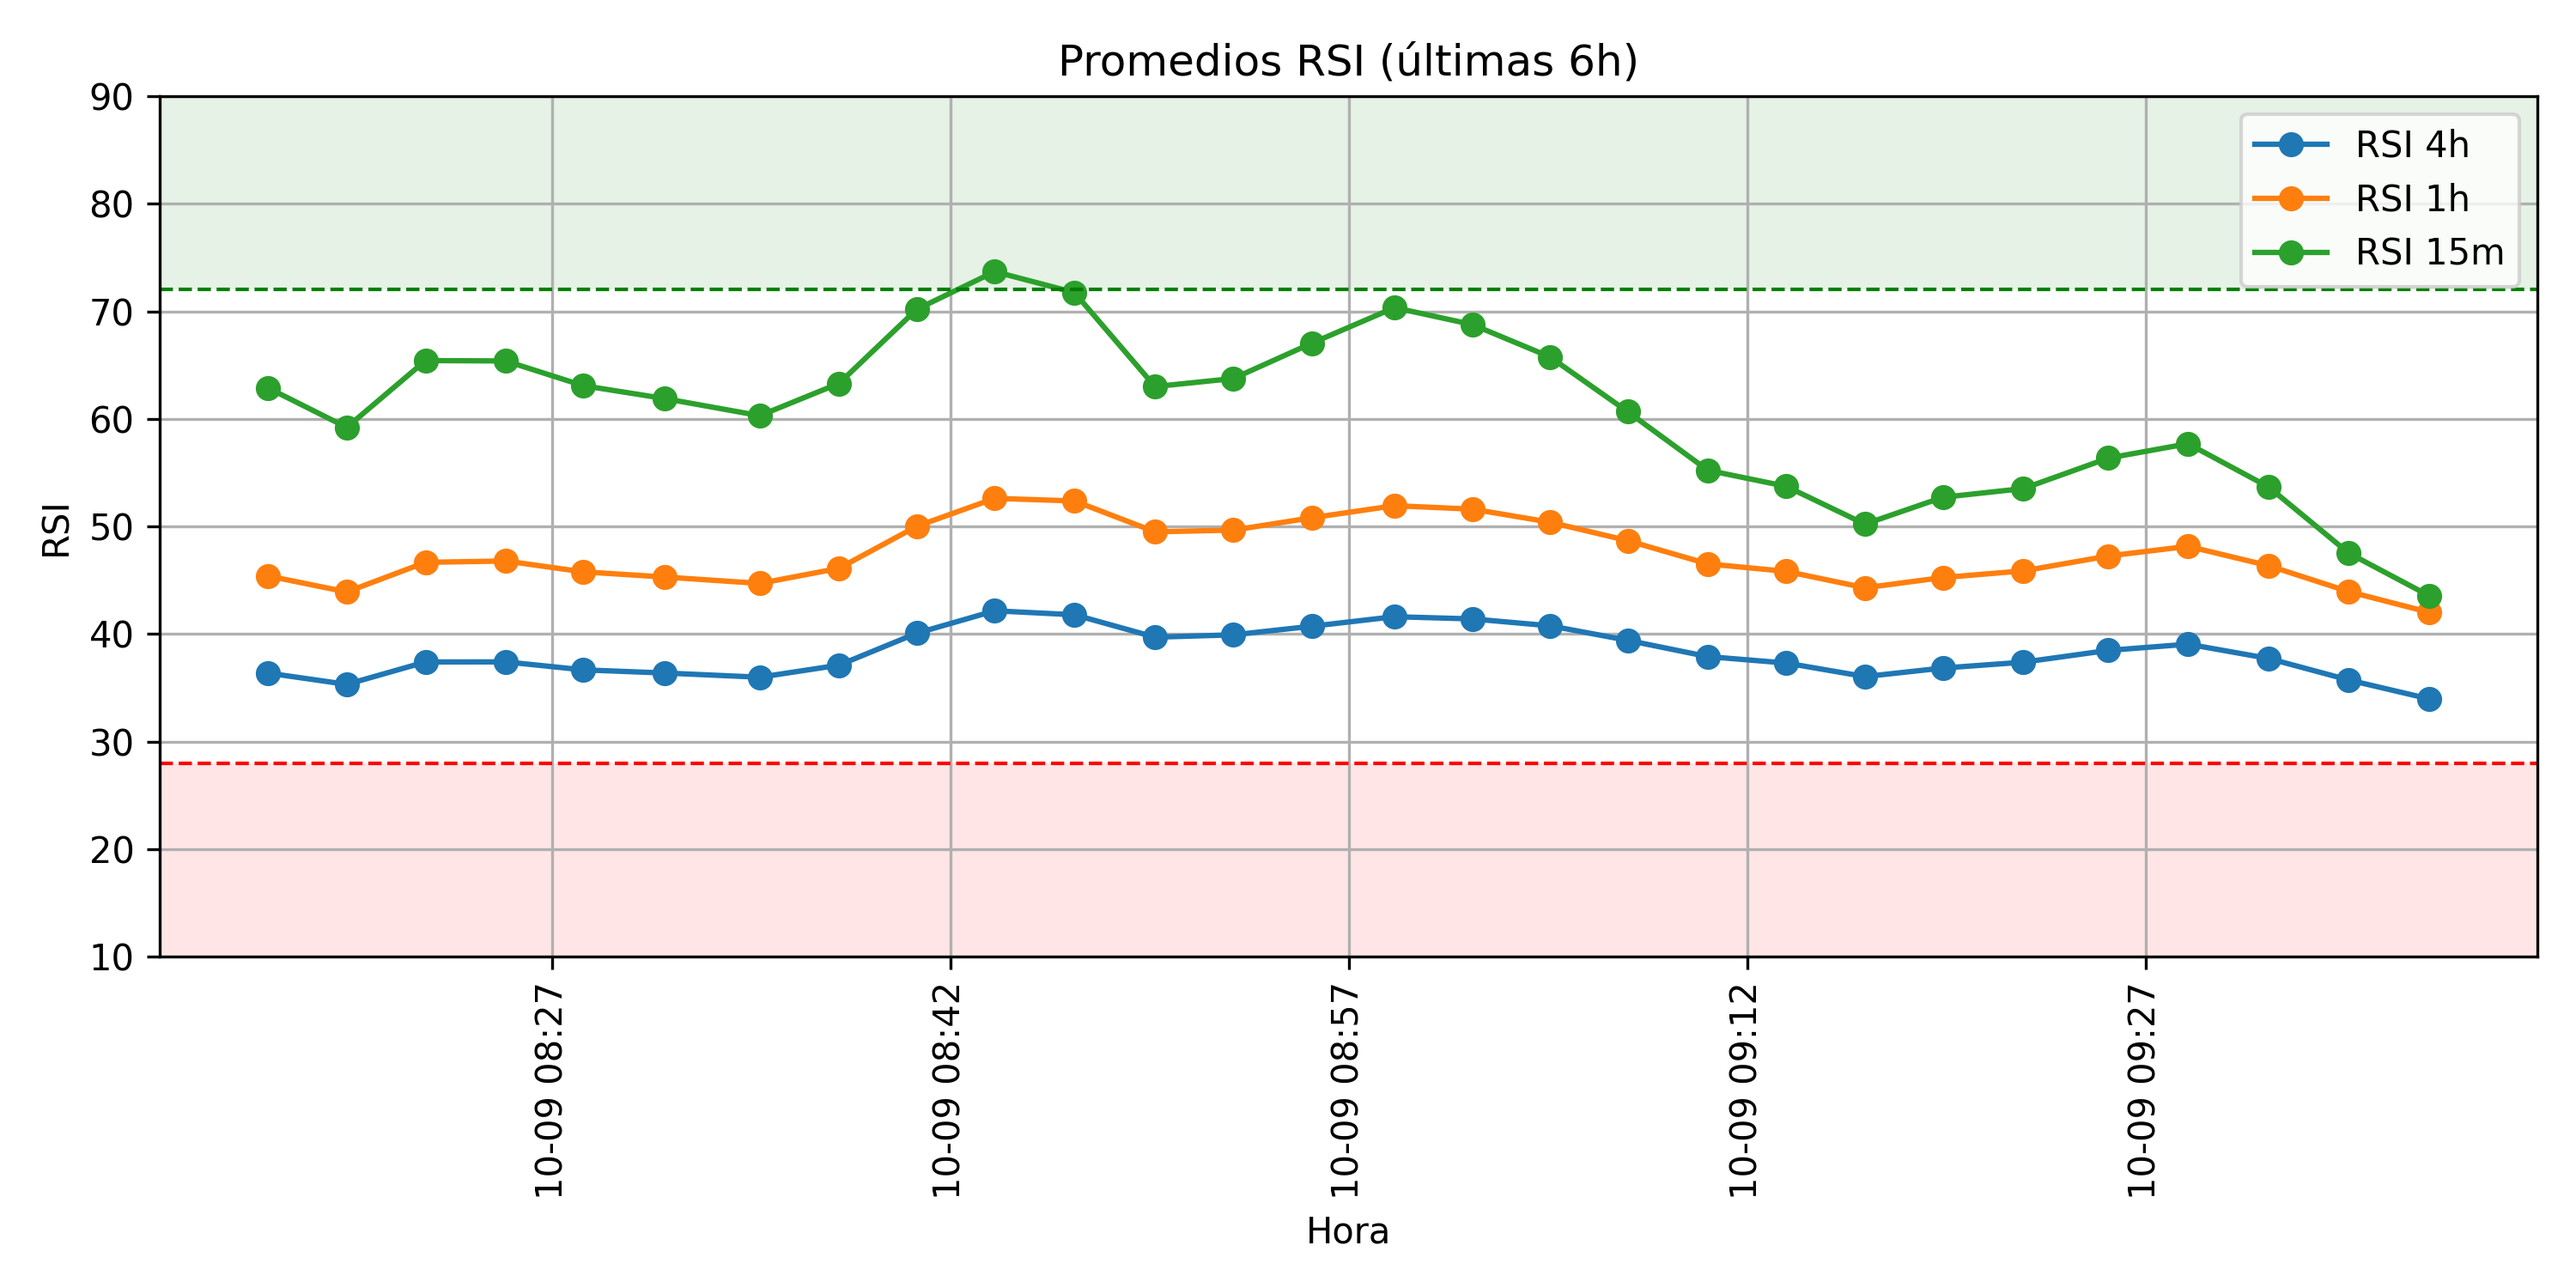 Promedios RSI (últimas 6h)
RSI 4h
RSI 1h
RSI 15m
RSI
90
80
70
60
50
40
30
20
10
10-09 08:27
10-09 08:42
10-09 08:57
10-09 09:12
10-09 09:27
Hora